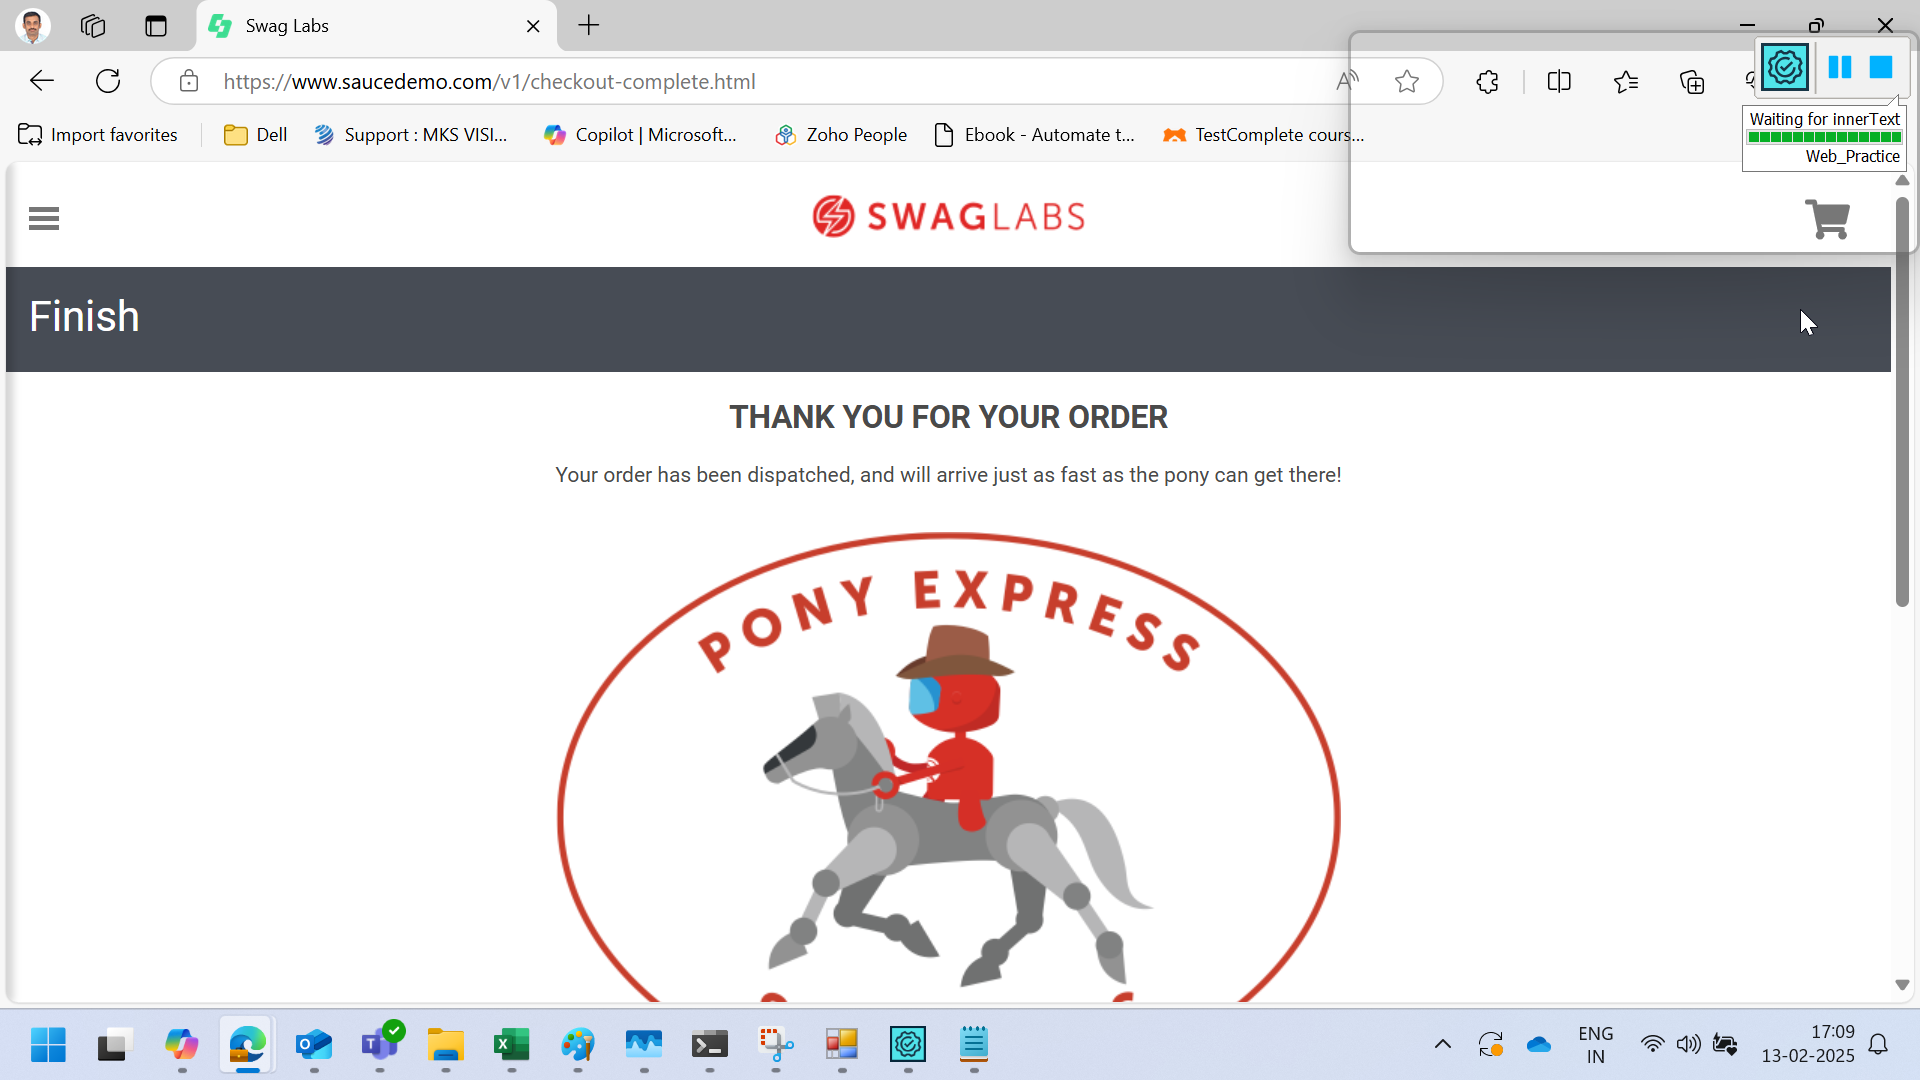 Swag Labs
https://www.saucedemo.com/v1/checkout-complete.html
Import favorites
Dell
Support : MKS VISI...
Copilot | Microsoft...
Zoho People
Ebook - Automate t...
TestComplete cours...
Waiting for innerText
Web_Practice
SWAGLABS
Finish
THANK YOU FOR YOUR ORDER
Your order has been dispatched, and will arrive just as fast as the pony can get there!
PONY EXPRESS
ENG
IN
17:09
13-02-2025